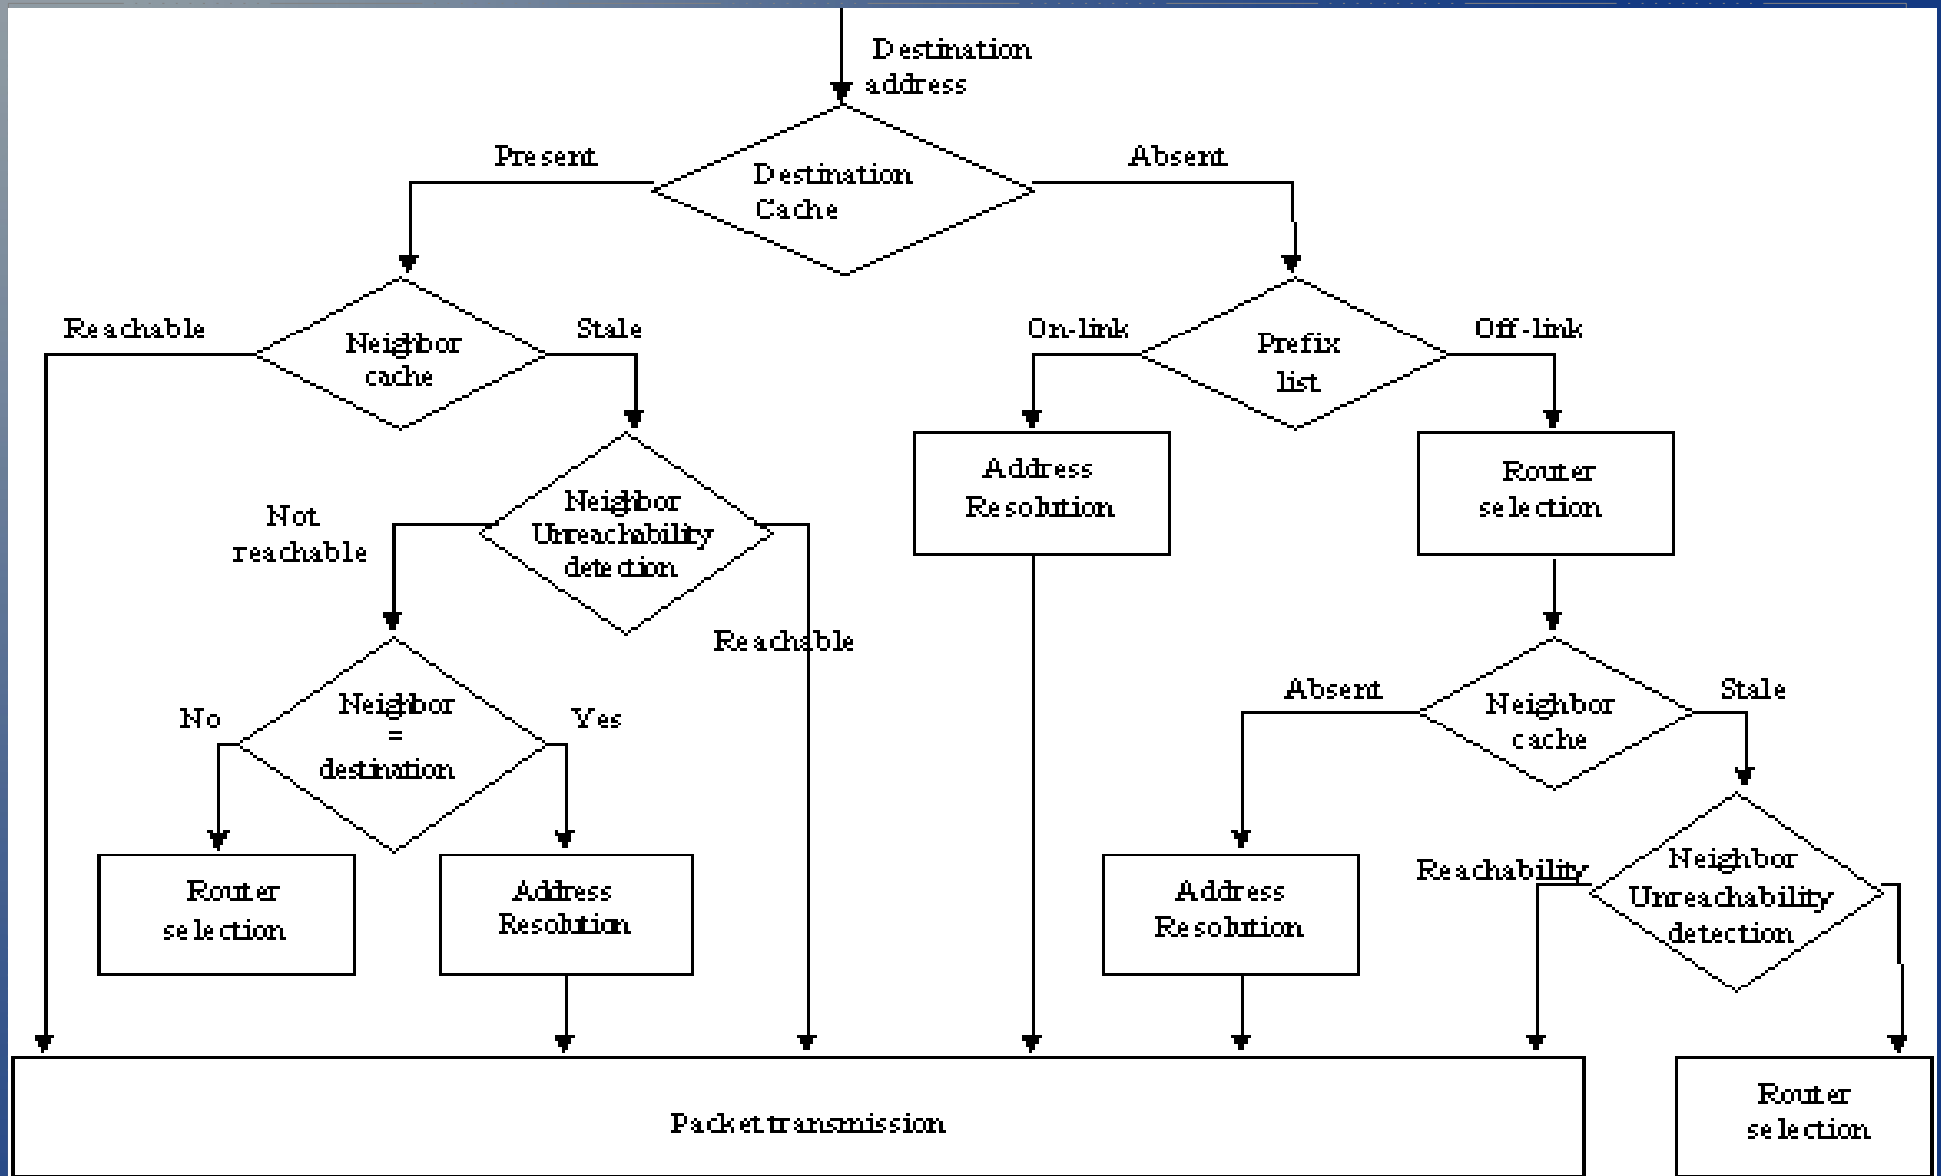 Destination
address
Present
Absent
Destination
Cache
Reachable
Neighbor
cache
Stale
On-link
Prefix
list
Off-link
Not
reachable
Neighbor
Unreachability
detection
Reachable
Address
Resolution
Router
selection
No
Neighbor
=
destination
Yes
Absent
Neighbor
cache
Stale
Router
selection
Address
Resolution
Address
Resolution
Reachability
Neighbor
Unreachability
detection
Packet transmission
Router
selection